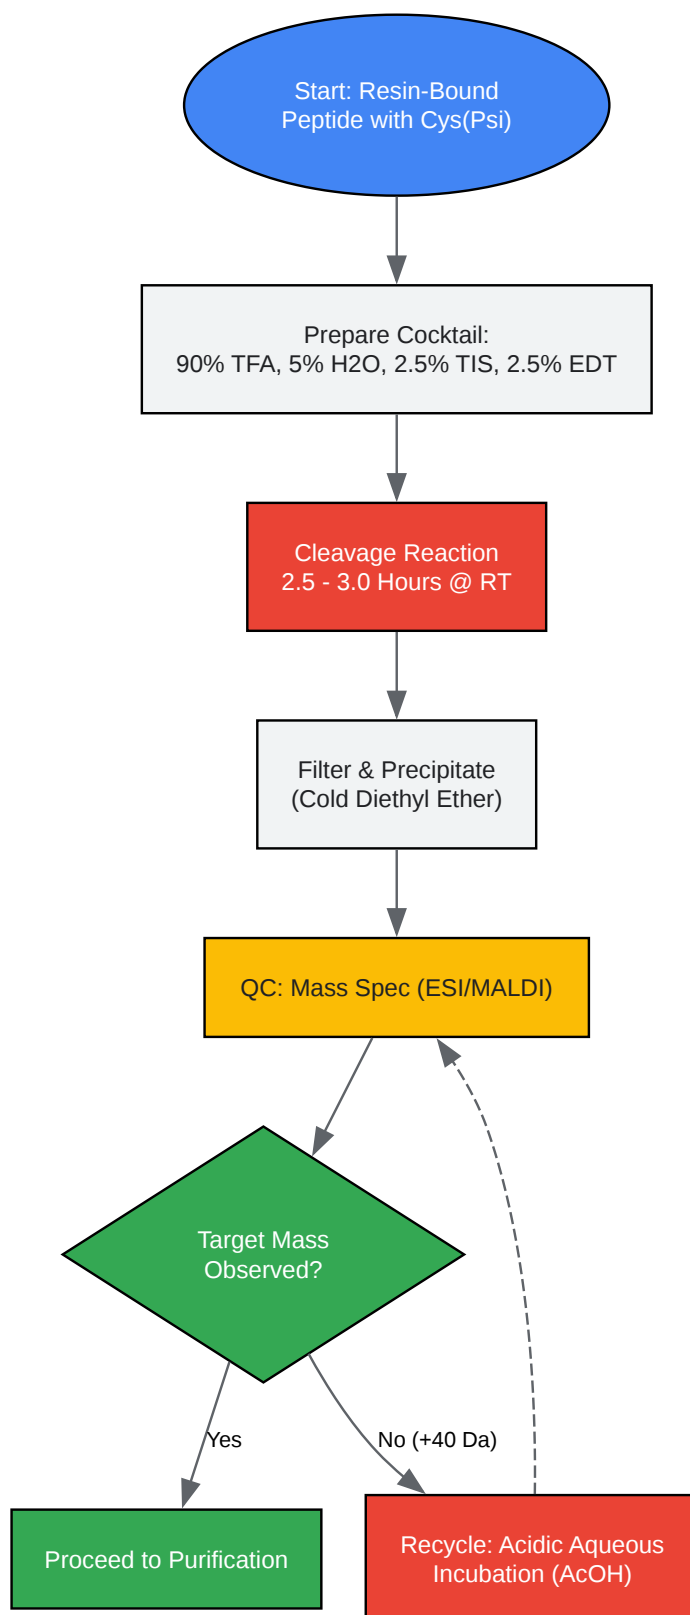 Start: Resin-Bound
Peptide with Cys(Psi)
Prepare Cocktail:
90% TFA, 5% H2O, 2.5% TIS, 2.5% EDT
Cleavage Reaction
2.5 - 3.0 Hours @ RT
Filter & Precipitate
(Cold Diethyl Ether)
QC: Mass Spec (ESI/MALDI)
Target Mass
Observed?
Yes
No (+40 Da)
Proceed to Purification
Recycle: Acidic Aqueous
Incubation (AcOH)